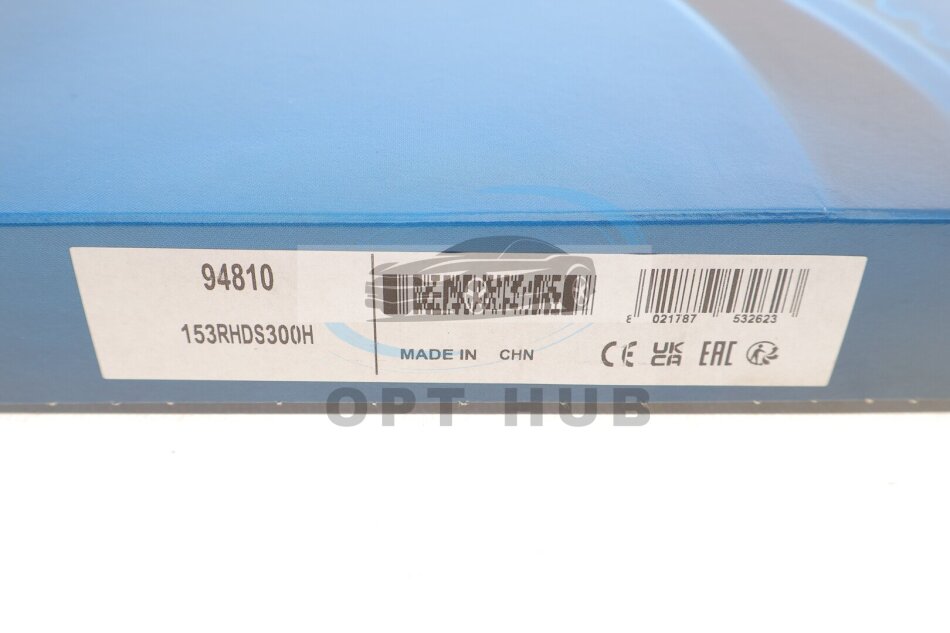 94810
153RHDS300H
MADE IN CHN
8 021787 532623
CE UK CA EAC
OPT HUB